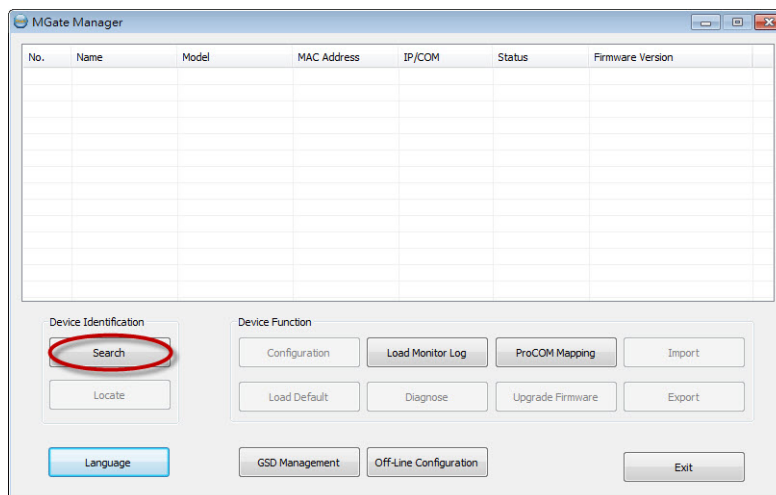 MGate Manager
No. Name Model MAC Address IP/COM Status Firmware Version
Device Identification Device Function
Search Configuration Load Monitor Log ProCOM Mapping Import
Locate Load Default Diagnose Upgrade Firmware Export
Language GSD Management Off-Line Configuration Exit